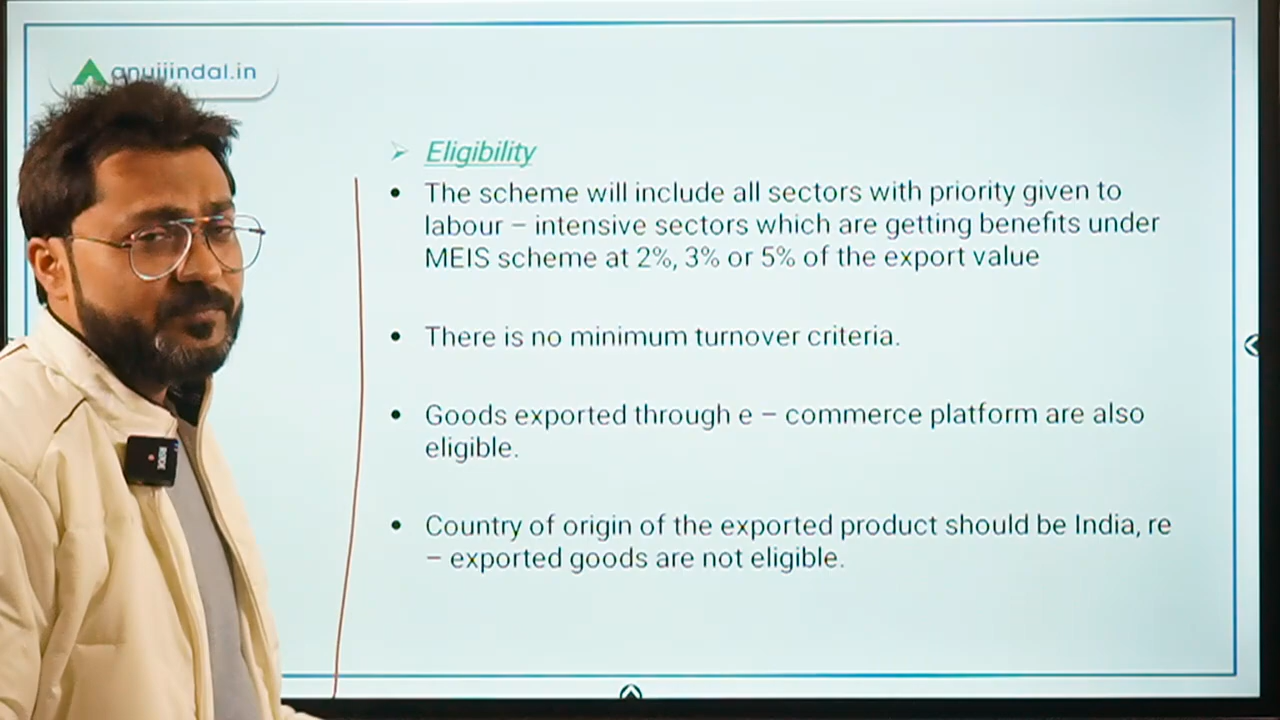 anujjindal.in
Eligibility
The scheme will include all sectors with priority given to
labour – intensive sectors which are getting benefits under
MEIS scheme at 2%, 3% or 5% of the export value
There is no minimum turnover criteria.
Goods exported through e – commerce platform are also
eligible.
Country of origin of the exported product should be India, re
– exported goods are not eligible.
RODE